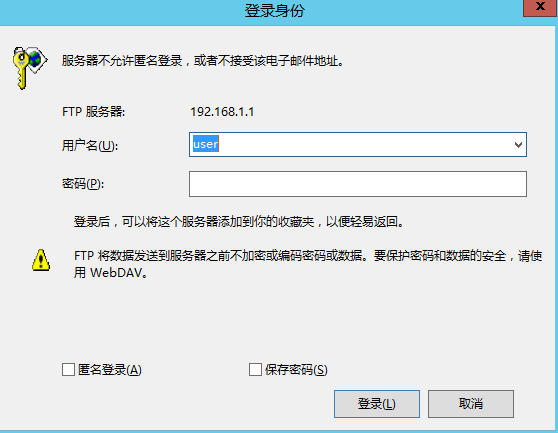 登录身份
x
服务器不允许匿名登录，或者不接受该电子邮件地址。
FTP 服务器: 192.168.1.1
用户名(U): user
密码(P):
登录后，可以将这个服务器添加到你的收藏夹，以便轻易返回。
FTP 将数据发送到服务器之前不加密或编码密码或数据。要保护密码和数据的安全，请使
用 WebDAV。
匿名登录(A) 保存密码(S)
登录(L) 取消